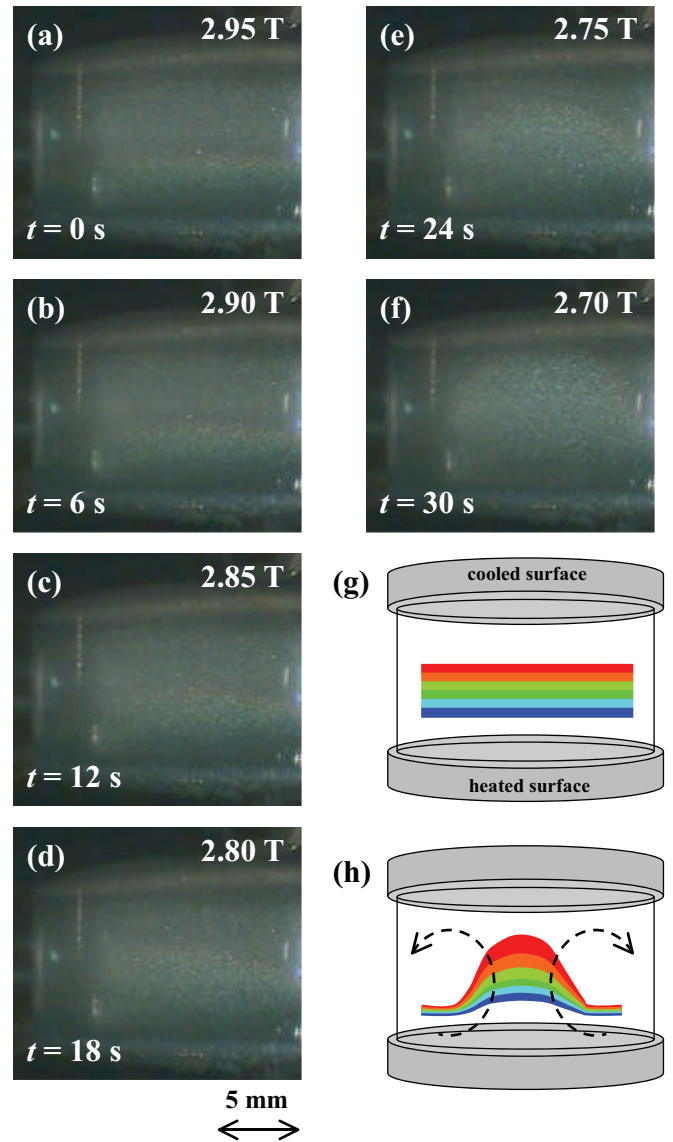 (a) 2.95 T
t = 0 s
(b) 2.90 T
t = 6 s
(c) 2.85 T
t = 12 s
(d) 2.80 T
t = 18 s
5 mm
(e) 2.75 T
t = 24 s
(f) 2.70 T
t = 30 s
(g)
cooled surface
heated surface
(h)